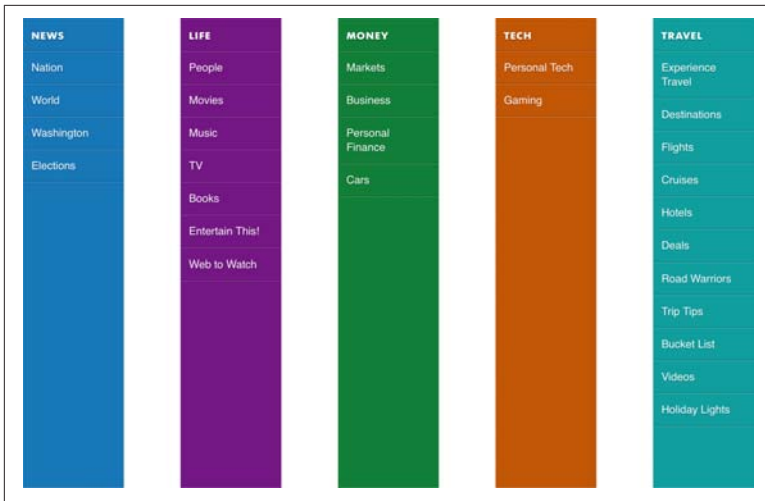 NEWS
Nation
World
Washington
Elections
LIFE
People
Movies
Music
TV
Books
Entertain This!
Web to Watch
MONEY
Markets
Business
Personal
Finance
Cars
TECH
Personal Tech
Gaming
TRAVEL
Experience
Travel
Destinations
Flights
Cruises
Hotels
Deals
Road Warriors
Trip Tips
Bucket List
Videos
Holiday Lights